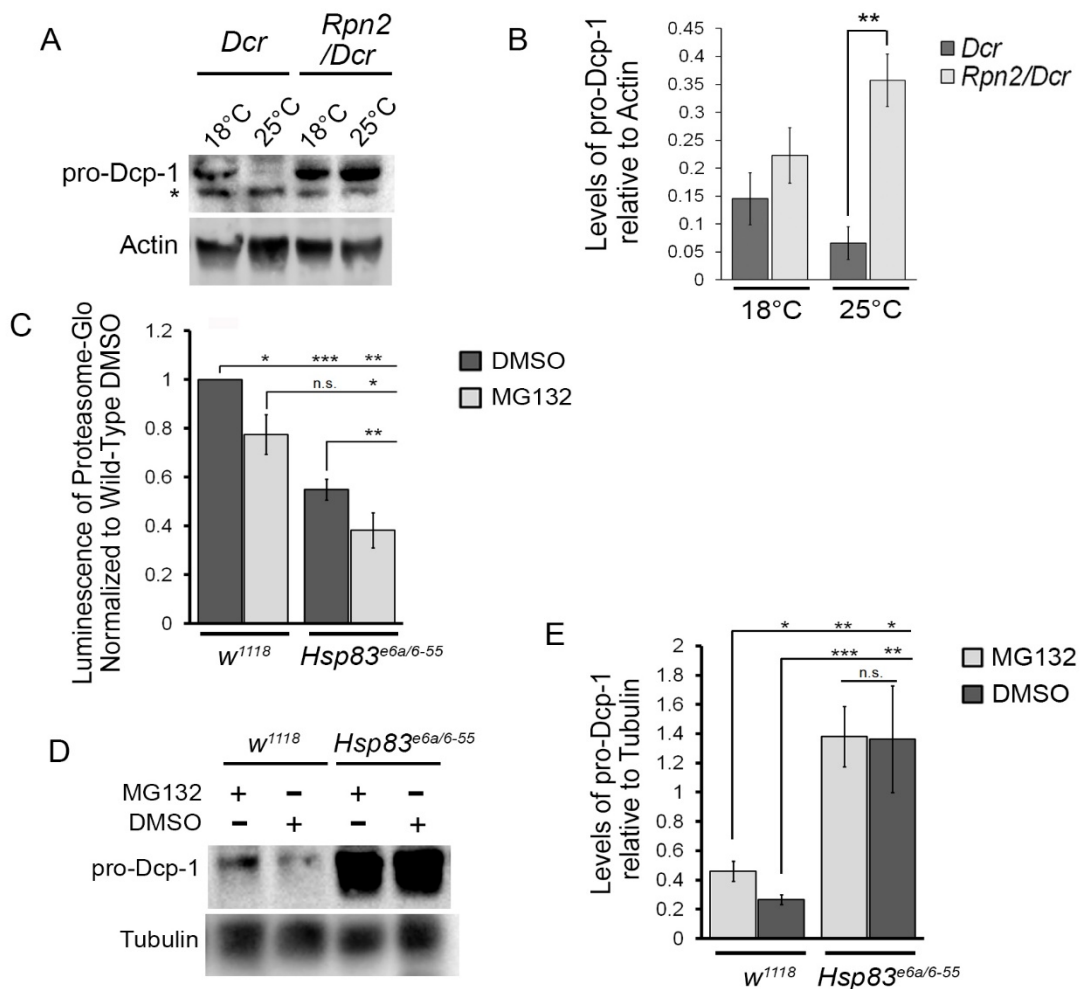 A
Dcr
Rpn2
/Dcr
18°C
25°C
18°C
25°C
pro-Dcp-1
*
Actin
B
Levels of pro-Dcp-1
relative to Actin
0.45
0.4
0.35
0.3
0.25
0.2
0.15
0.1
0.05
0
**
Dcr
Rpn2/Dcr
18°C
25°C
C
Luminescence of Proteasome-Glo
Normalized to Wild-Type DMSO
1.2
1
0.8
0.6
0.4
0.2
0
* *** **
n.s. *
**
DMSO
MG132
w1118
Hsp83e6a/6-55
D
w1118
Hsp83e6a/6-55
MG132 + - + -
DMSO - + - +
pro-Dcp-1
Tubulin
E
Levels of pro-Dcp-1
relative to Tubulin
2
1.8
1.6
1.4
1.2
1
0.8
0.6
0.4
0.2
0
* ** *
*** **
n.s.
MG132
DMSO
w1118
Hsp83e6a/6-55